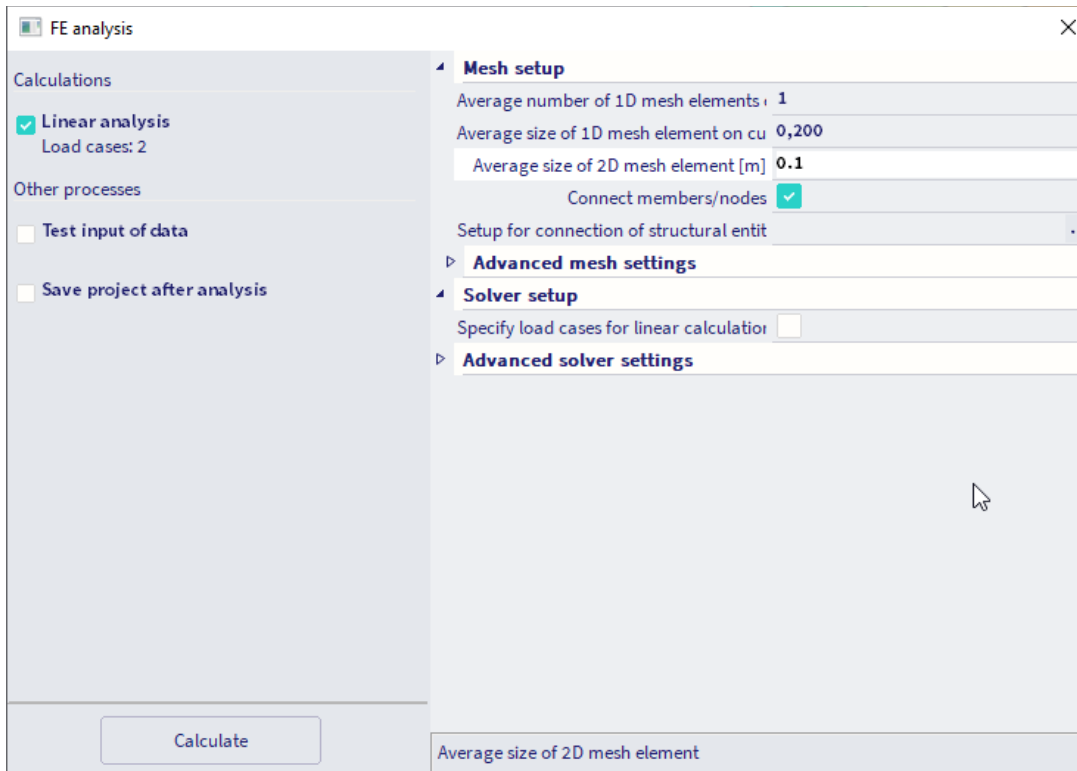 FE analysis
Calculations
Linear analysis
Load cases: 2
Other processes
Test input of data
Save project after analysis
Calculate
Mesh setup
Average number of 1D mesh elements 1
Average size of 1D mesh element on cu 0,200
Average size of 2D mesh element [m] 0.1
Connect members/nodes
Setup for connection of structural entit
Advanced mesh settings
Solver setup
Specify load cases for linear calculation
Advanced solver settings
Average size of 2D mesh element